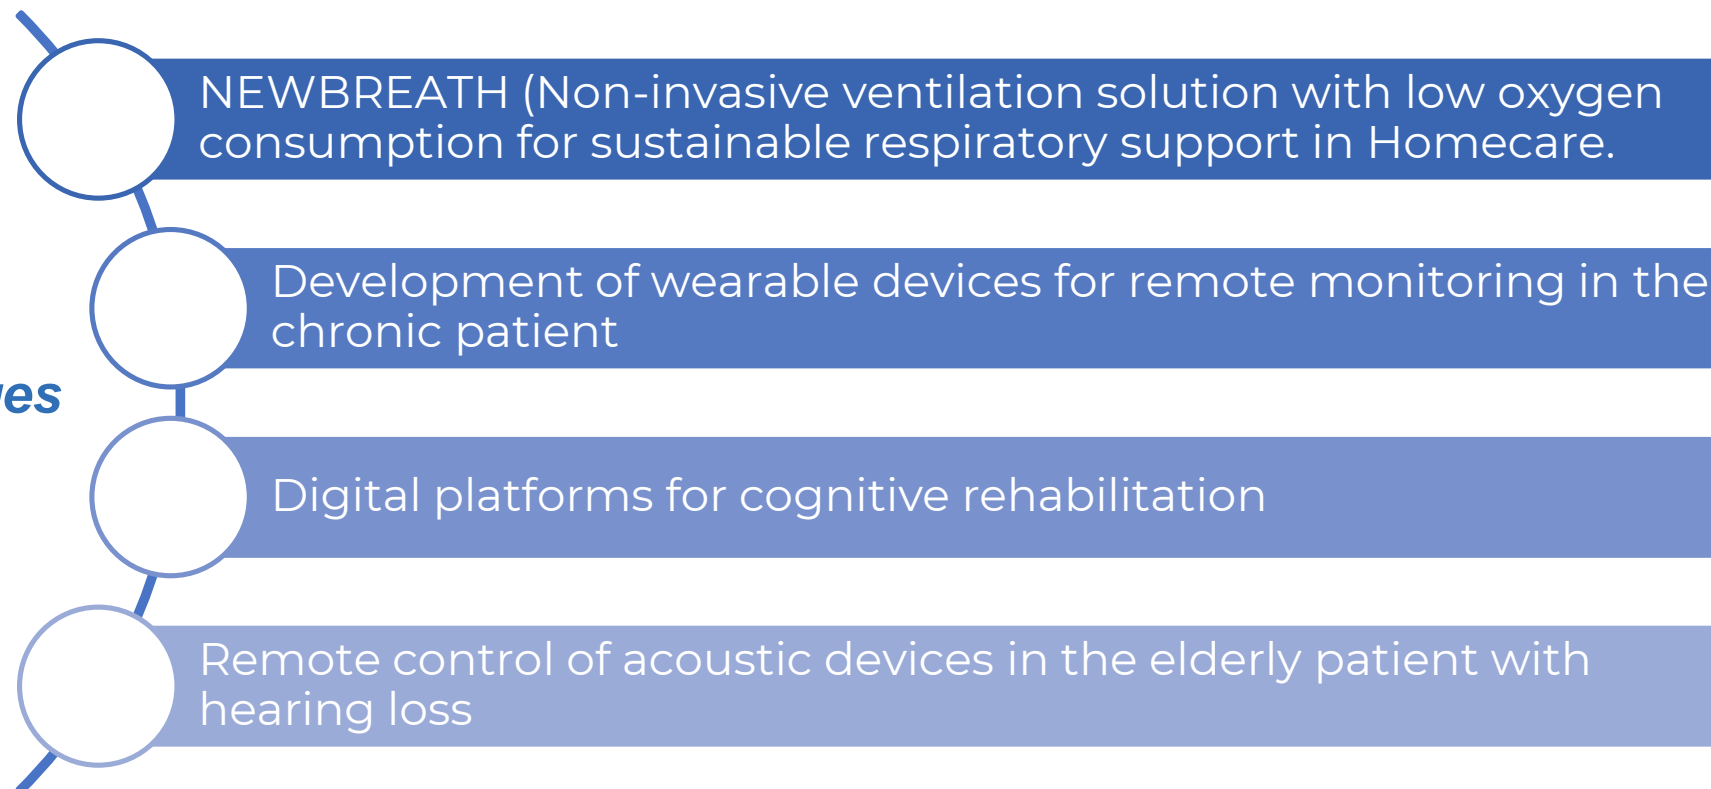 NEWBREATH (Non-invasive ventilation solution with low oxygen
consumption for sustainable respiratory support in Homecare.
Development of wearable devices for remote monitoring in the
chronic patient
Digital platforms for cognitive rehabilitation
Remote control of acoustic devices in the elderly patient with
hearing loss